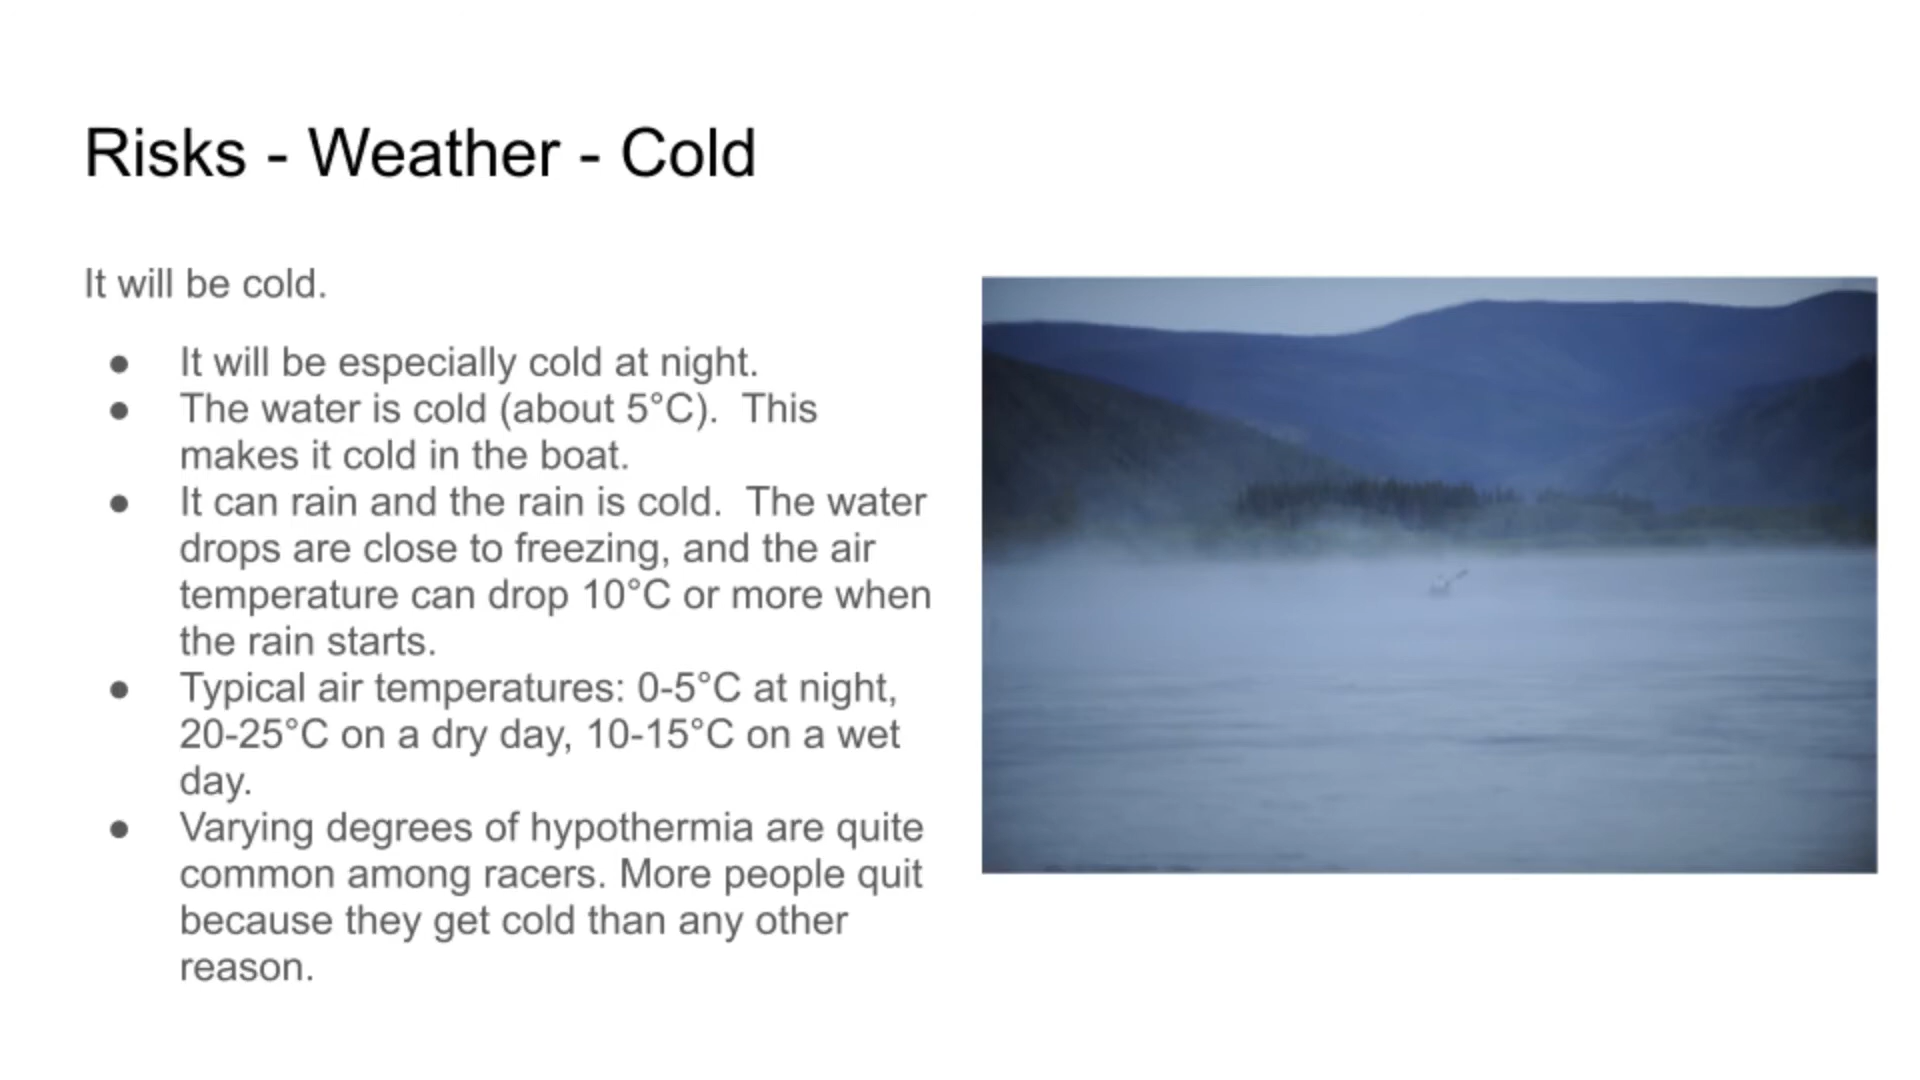 Risks - Weather - Cold
It will be cold.
● It will be especially cold at night.
● The water is cold (about 5°C).  This
makes it cold in the boat.
● It can rain and the rain is cold.  The water
drops are close to freezing, and the air
temperature can drop 10°C or more when
the rain starts.
● Typical air temperatures: 0-5°C at night,
20-25°C on a dry day, 10-15°C on a wet
day.
● Varying degrees of hypothermia are quite
common among racers. More people quit
because they get cold than any other
reason.